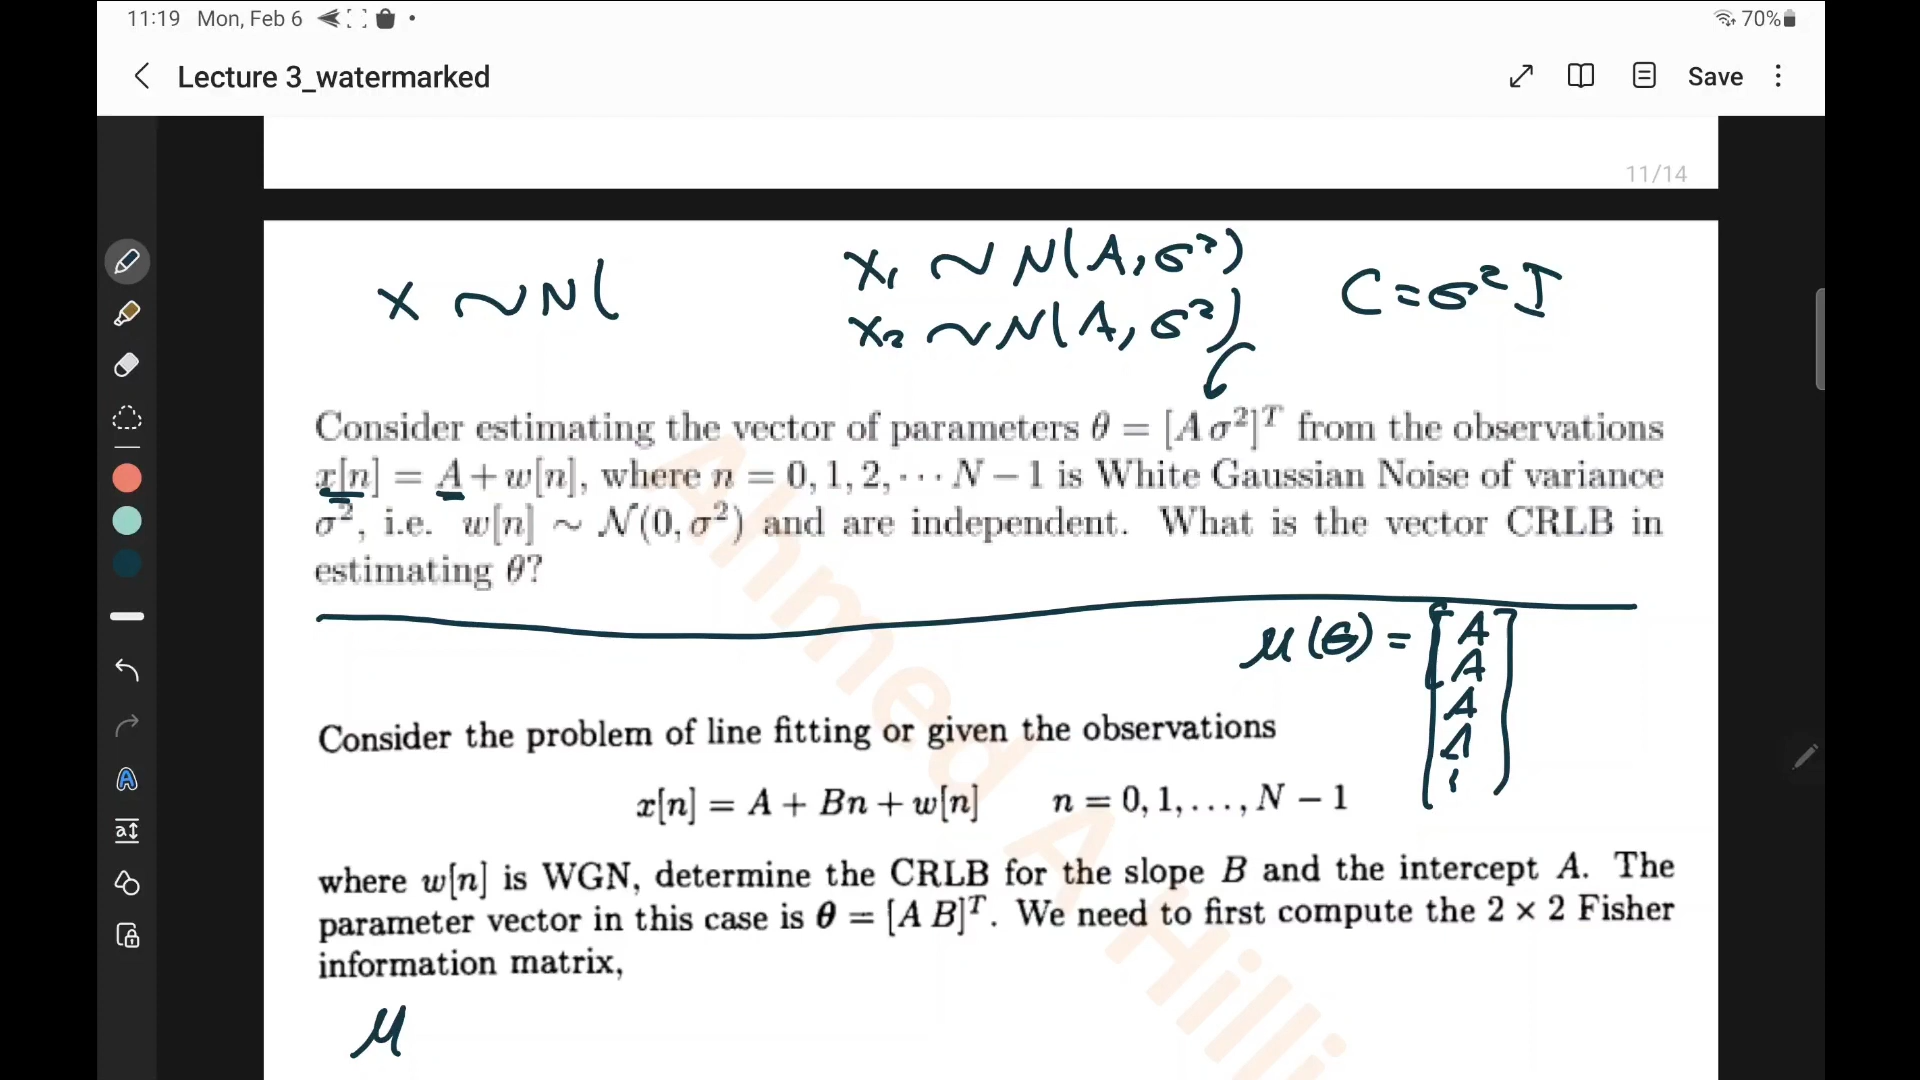 11:19 Mon, Feb 6
70%
Lecture 3_watermarked
Save
11/14
x ~ N(
x₁ ~ N(A, σ²)
x₂ ~ N(A, σ²)
C = σ² I
Consider estimating the vector of parameters θ = [A σ²]ᵀ from the observations
x[n] = A + w[n], where n = 0, 1, 2, ⋯ N − 1 is White Gaussian Noise of variance
σ², i.e. w[n] ∼ 𝒩(0, σ²) and are independent. What is the vector CRLB in
estimating θ?
μ(θ) = [A
A
A
A
Consider the problem of line fitting or given the observations
x[n] = A + Bn + w[n] n = 0, 1, . . . , N − 1
where w[n] is WGN, determine the CRLB for the slope B and the intercept A. The
parameter vector in this case is θ = [A B]ᵀ. We need to first compute the 2 × 2 Fisher
information matrix,
μ
Ahmed A Hilli